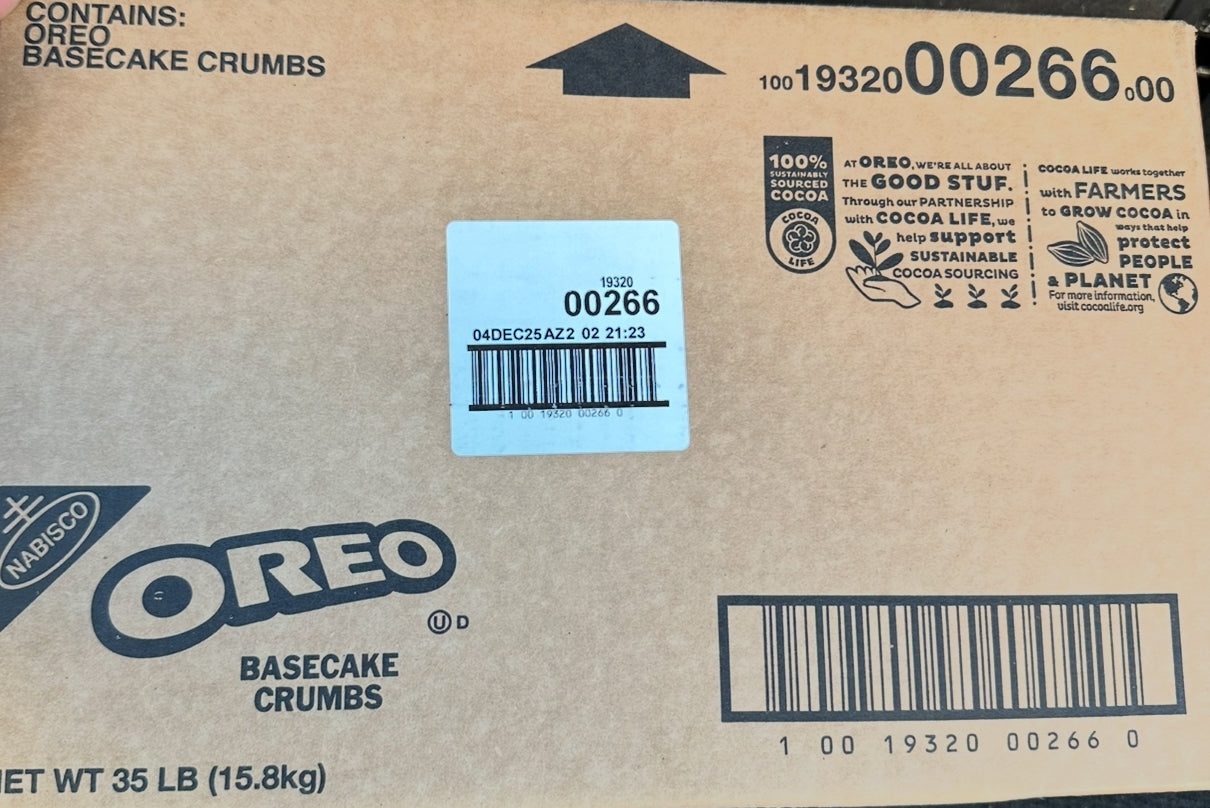 CONTAINS:
OREO
BASECAKE CRUMBS
100 19320 00266.000
100%
SUSTAINABLY
SOURCED
COCOA
COCOA
LIFE
AT OREO, WE'RE ALL ABOUT
THE GOOD STUF.
Through our PARTNERSHIP
with COCOA LIFE, we
help support
SUSTAINABLE
COCOA SOURCING
COCOA LIFE works together
with FARMERS
to GROW COCOA in
ways that help
protect
PEOPLE
& PLANET
For more information,
visit cocoalife.org
19320
00266
04DEC25 AZ2 02 21:23
1 00 19320 00266 0
NABISCO
OREO
U D
BASECAKE
CRUMBS
NET WT 35 LB (15.8kg)
1 00 19320 00266 0